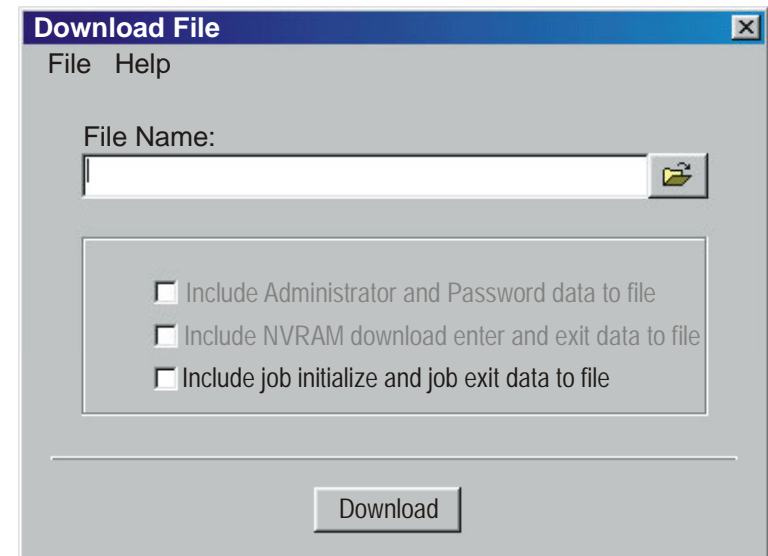 Download File
File Help
File Name:
Include Administrator and Password data to file
Include NVRAM download enter and exit data to file
Include job initialize and job exit data to file
Download